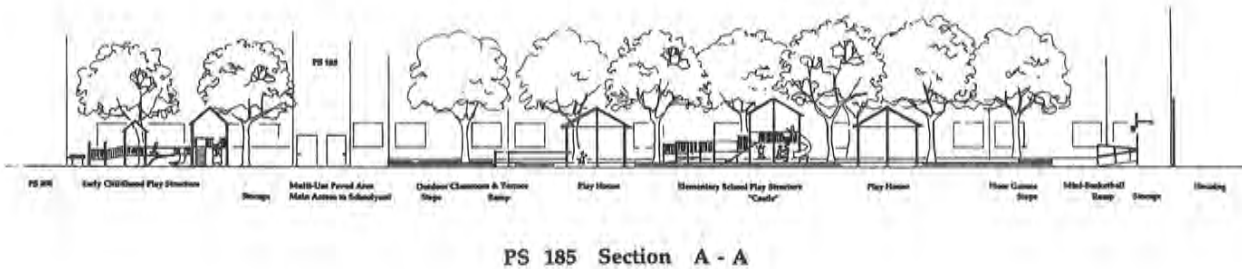 PS 185
Early Childhood Play Structure
Storage
Multi-Use Paved Area
Main Access to Schoolyard
Outdoor Classroom & Terrace
Steps
Ramp
Play House
Elementary School Play Structure
"Castle"
Play House
Steps
Mini-Basketball
Ramp
Storage
Housing
PS 185 Section A - A